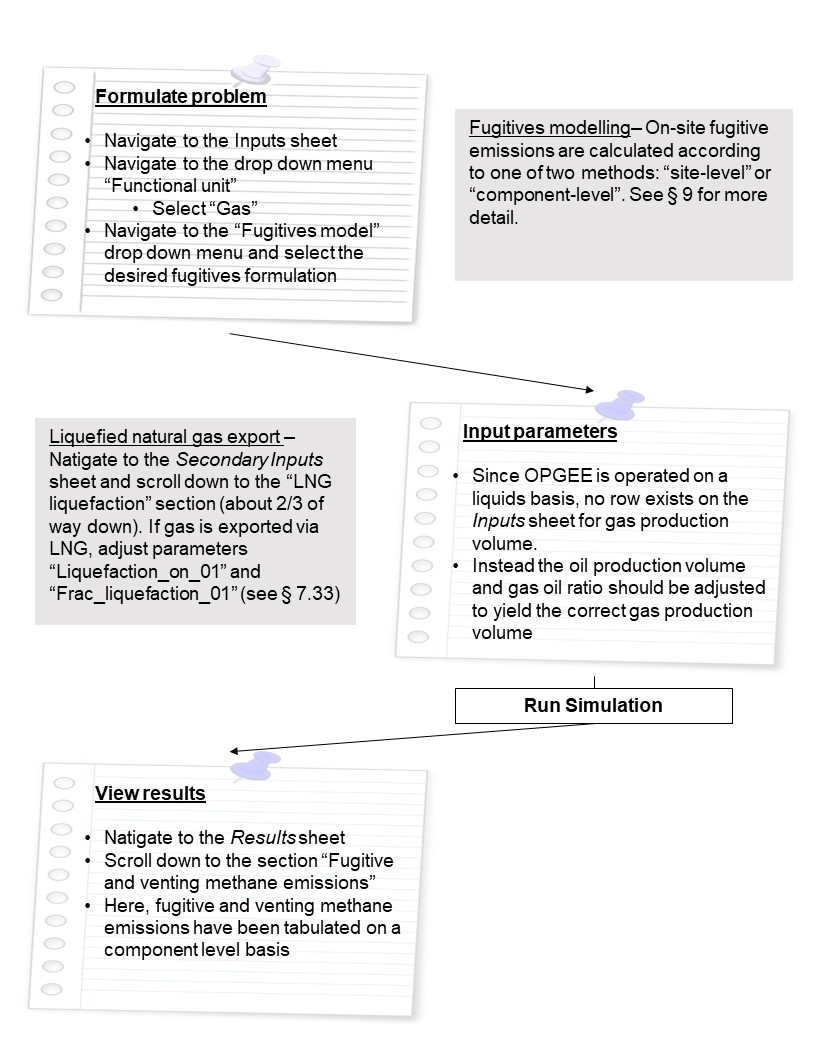 Formulate problem
• Navigate to the Inputs sheet
• Navigate to the drop down menu
“Functional unit”
• Select “Gas”
• Navigate to the “Fugitives model”
drop down menu and select the
desired fugitives formulation
Fugitives modelling– On-site fugitive
emissions are calculated according
to one of two methods: “site-level” or
“component-level”. See § 9 for more
detail.
Liquefied natural gas export –
Natigate to the Secondary Inputs
sheet and scroll down to the “LNG
liquefaction” section (about 2/3 of
way down). If gas is exported via
LNG, adjust parameters
“Liquefaction_on_01” and
“Frac_liquefaction_01” (see § 7.33)
Input parameters
• Since OPGEE is operated on a
liquids basis, no row exists on the
Inputs sheet for gas production
volume.
• Instead the oil production volume
and gas oil ratio should be adjusted
to yield the correct gas production
volume
Run Simulation
View results
• Natigate to the Results sheet
• Scroll down to the section “Fugitive
and venting methane emissions”
• Here, fugitive and venting methane
emissions have been tabulated on a
component level basis